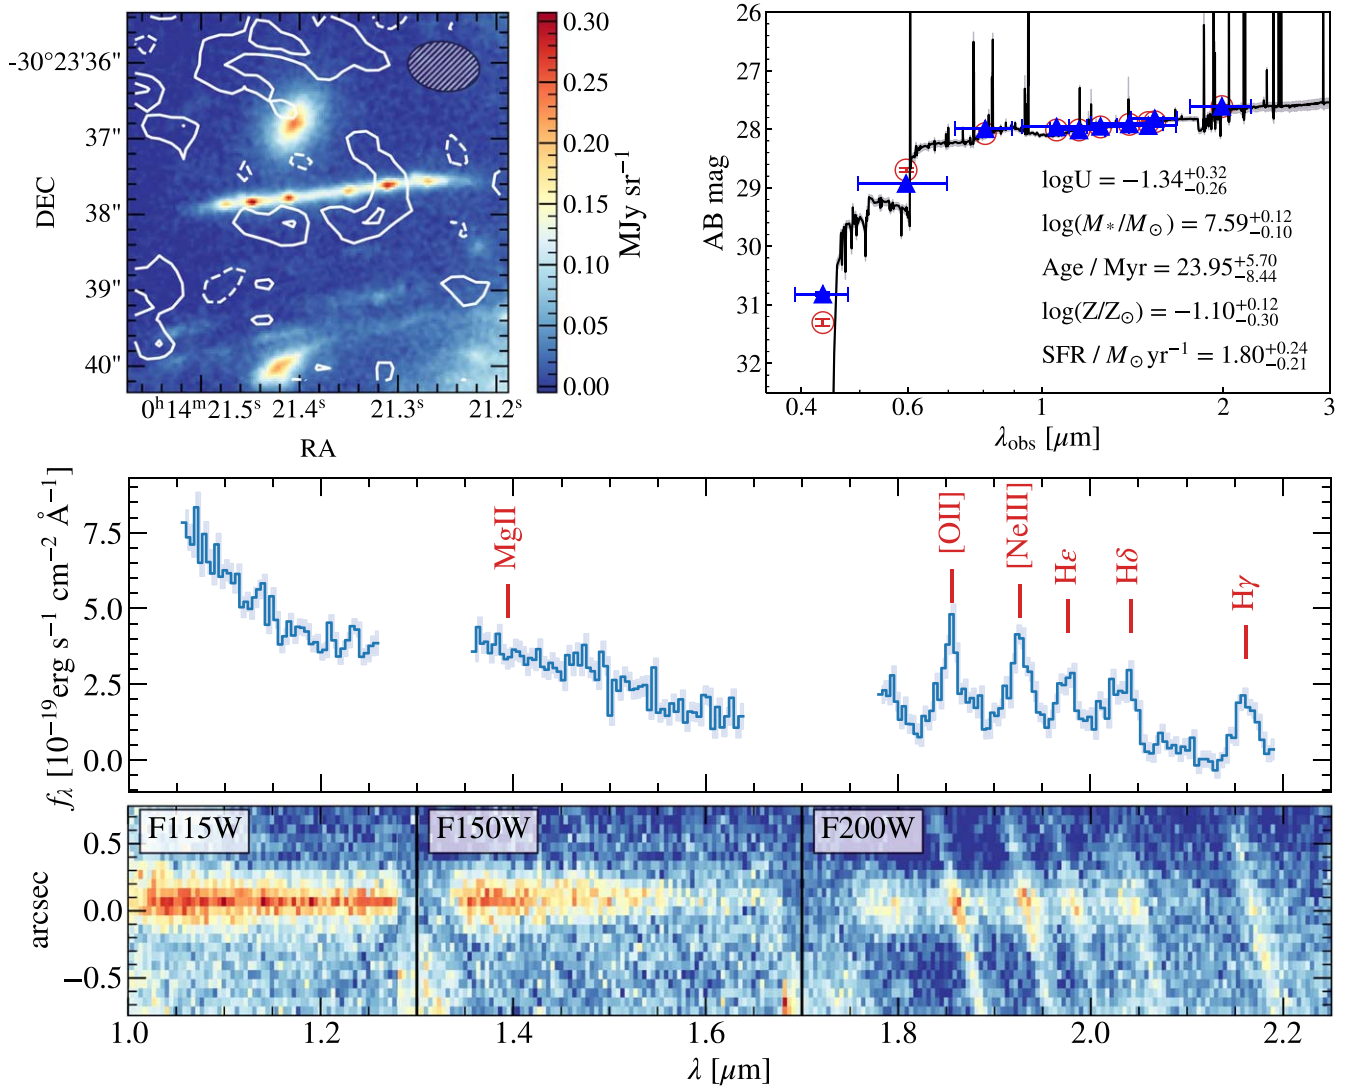 -30°23'36"
37"
38"
39"
40"
DEC
0ʰ14ᵐ21.5ˢ 21.4ˢ 21.3ˢ 21.2ˢ
RA
0.30
0.25
0.20
0.15
0.10
0.05
0.00
MJy sr⁻¹
26
27
28
29
30
31
32
AB mag
logU = −1.34 +0.32 −0.26
log(M*/M⊙) = 7.59 +0.12 −0.10
Age / Myr = 23.95 +5.70 −8.44
log(Z/Z⊙) = −1.10 +0.12 −0.30
SFR / M⊙yr⁻¹ = 1.80 +0.24 −0.21
0.4 0.6 1 2 3
λobs [μm]
fλ [10⁻¹⁹erg s⁻¹ cm⁻² Å⁻¹]
7.5
5.0
2.5
0.0
MgII
[OII]
[NeIII]
Hε
Hδ
Hγ
F115W
F150W
F200W
arcsec
0.5
0.0
−0.5
1.0 1.2 1.4 1.6 1.8 2.0 2.2
λ [μm]